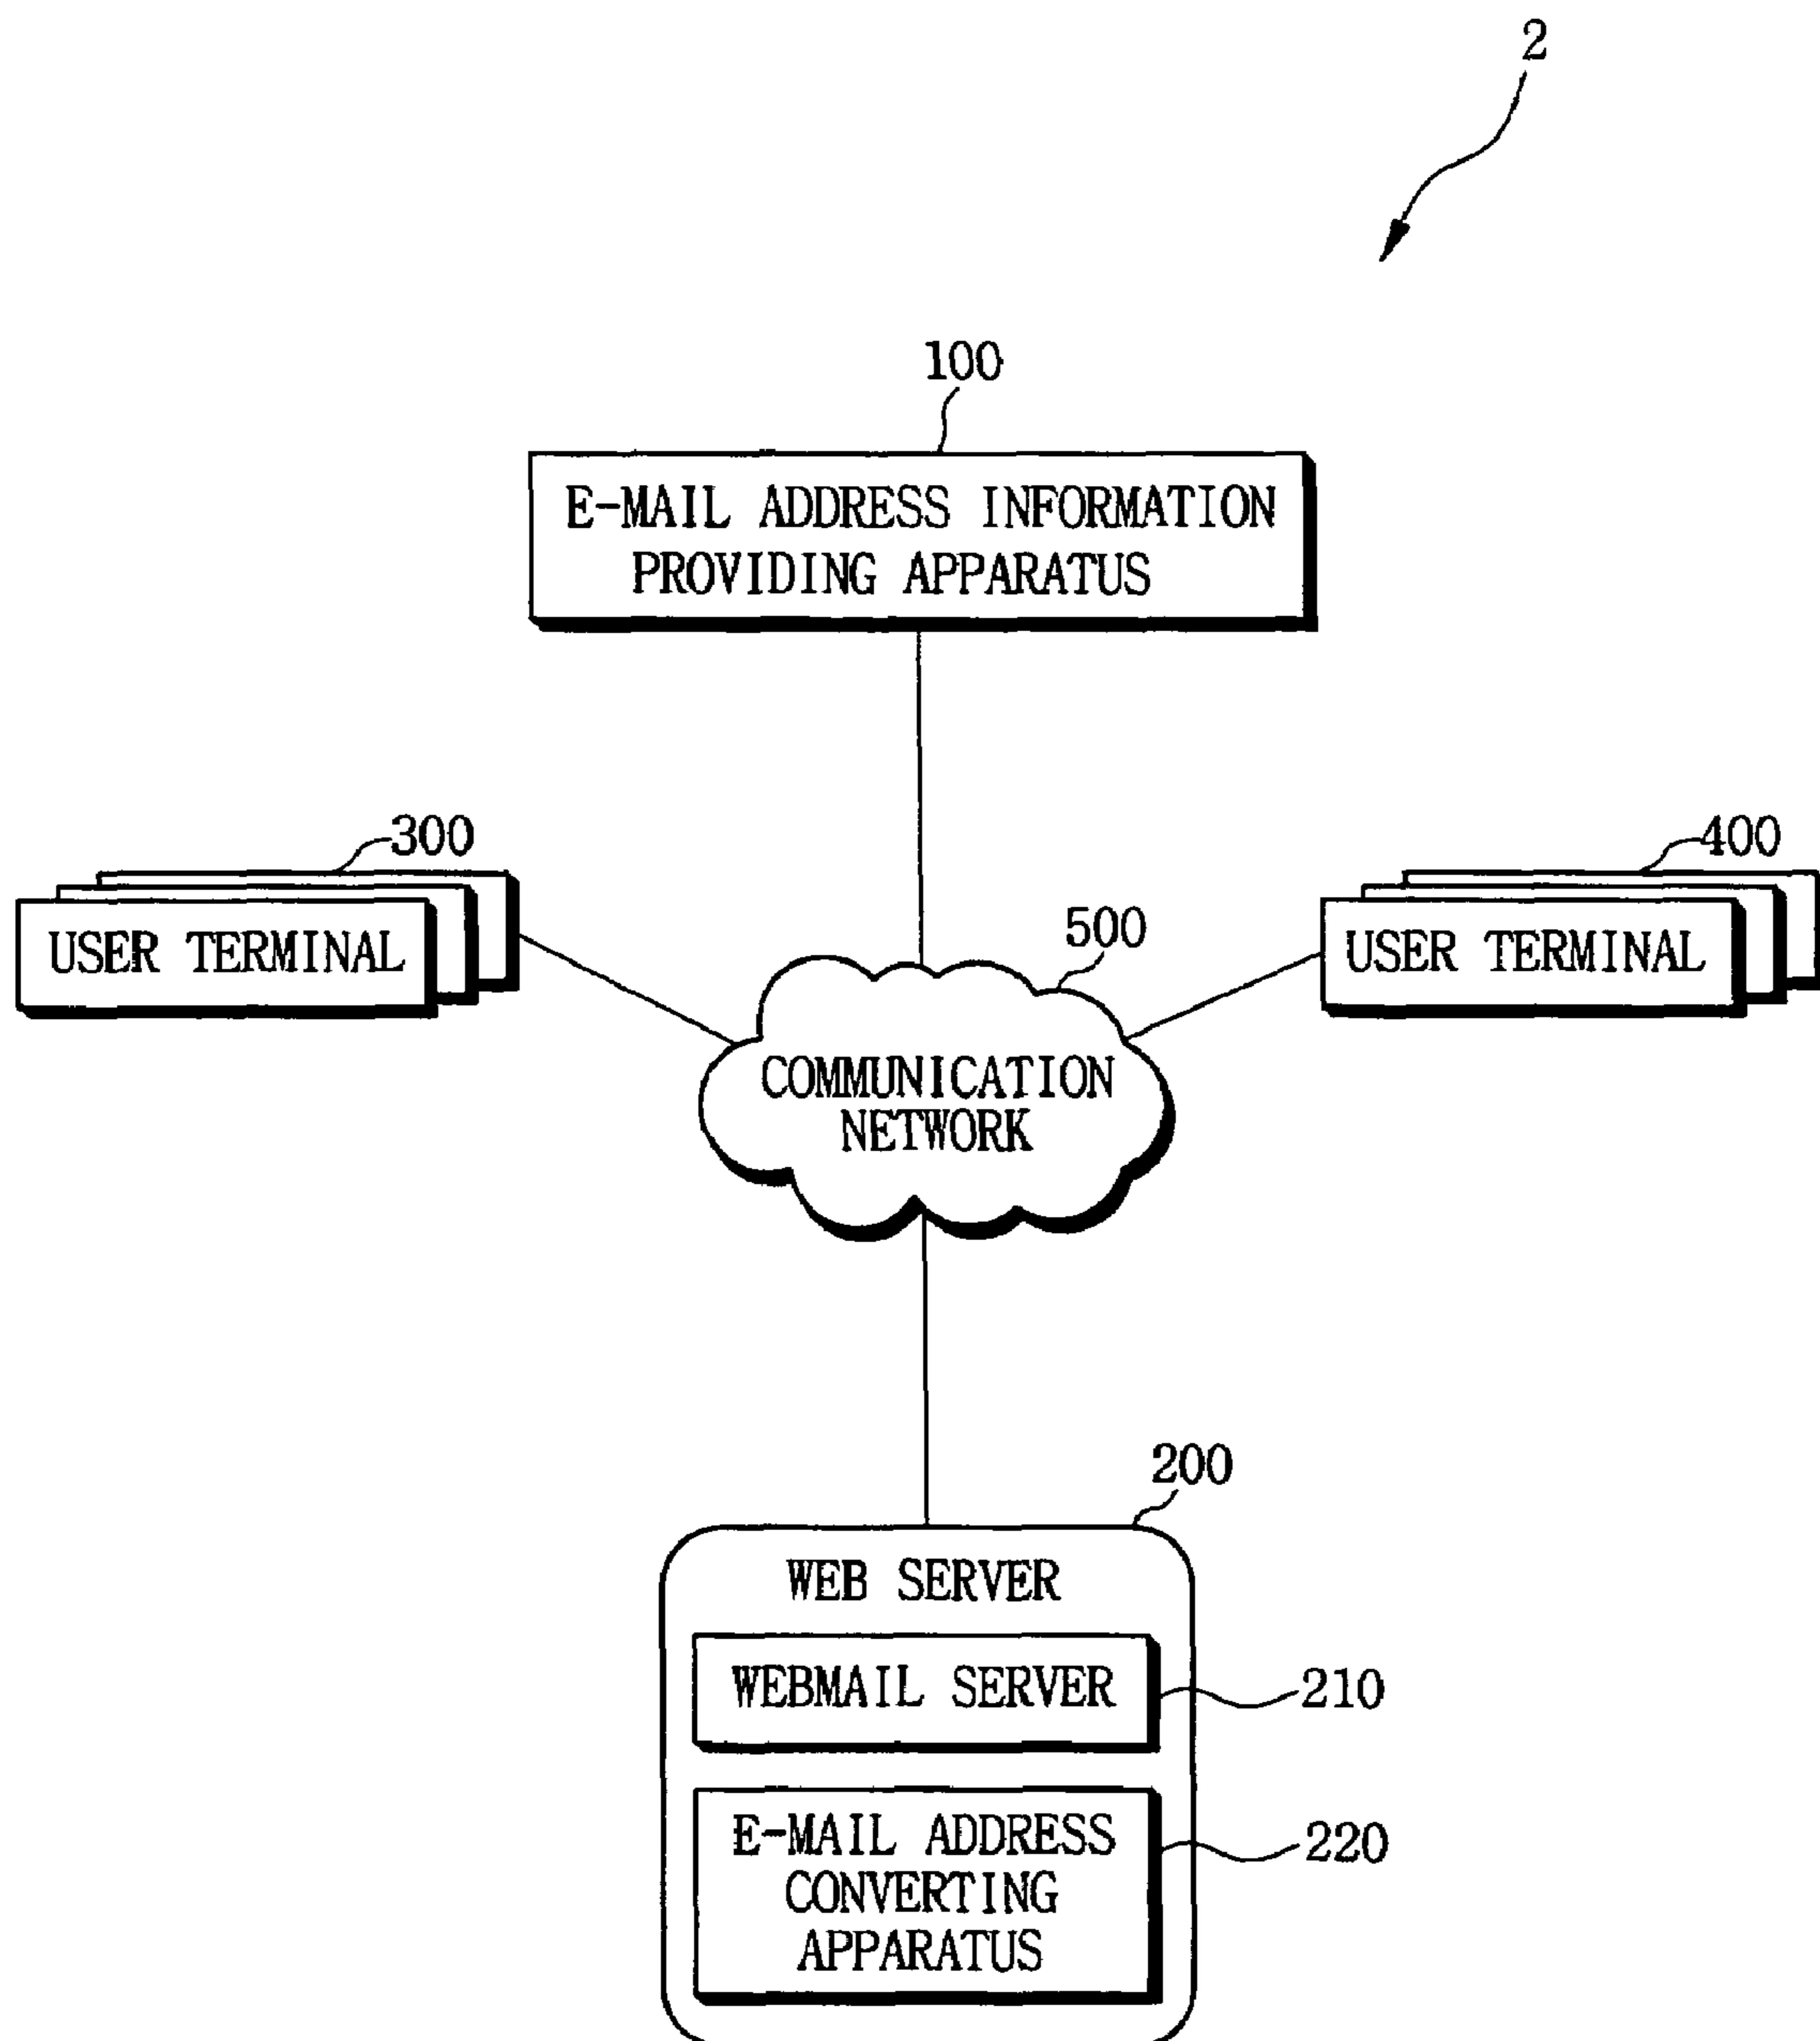 2
100
E-MAIL ADDRESS INFORMATION
PROVIDING APPARATUS
300
USER TERMINAL
400
USER TERMINAL
500
COMMUNICATION
NETWORK
200
WEB SERVER
WEBMAIL SERVER
210
E-MAIL ADDRESS
CONVERTING
APPARATUS
220